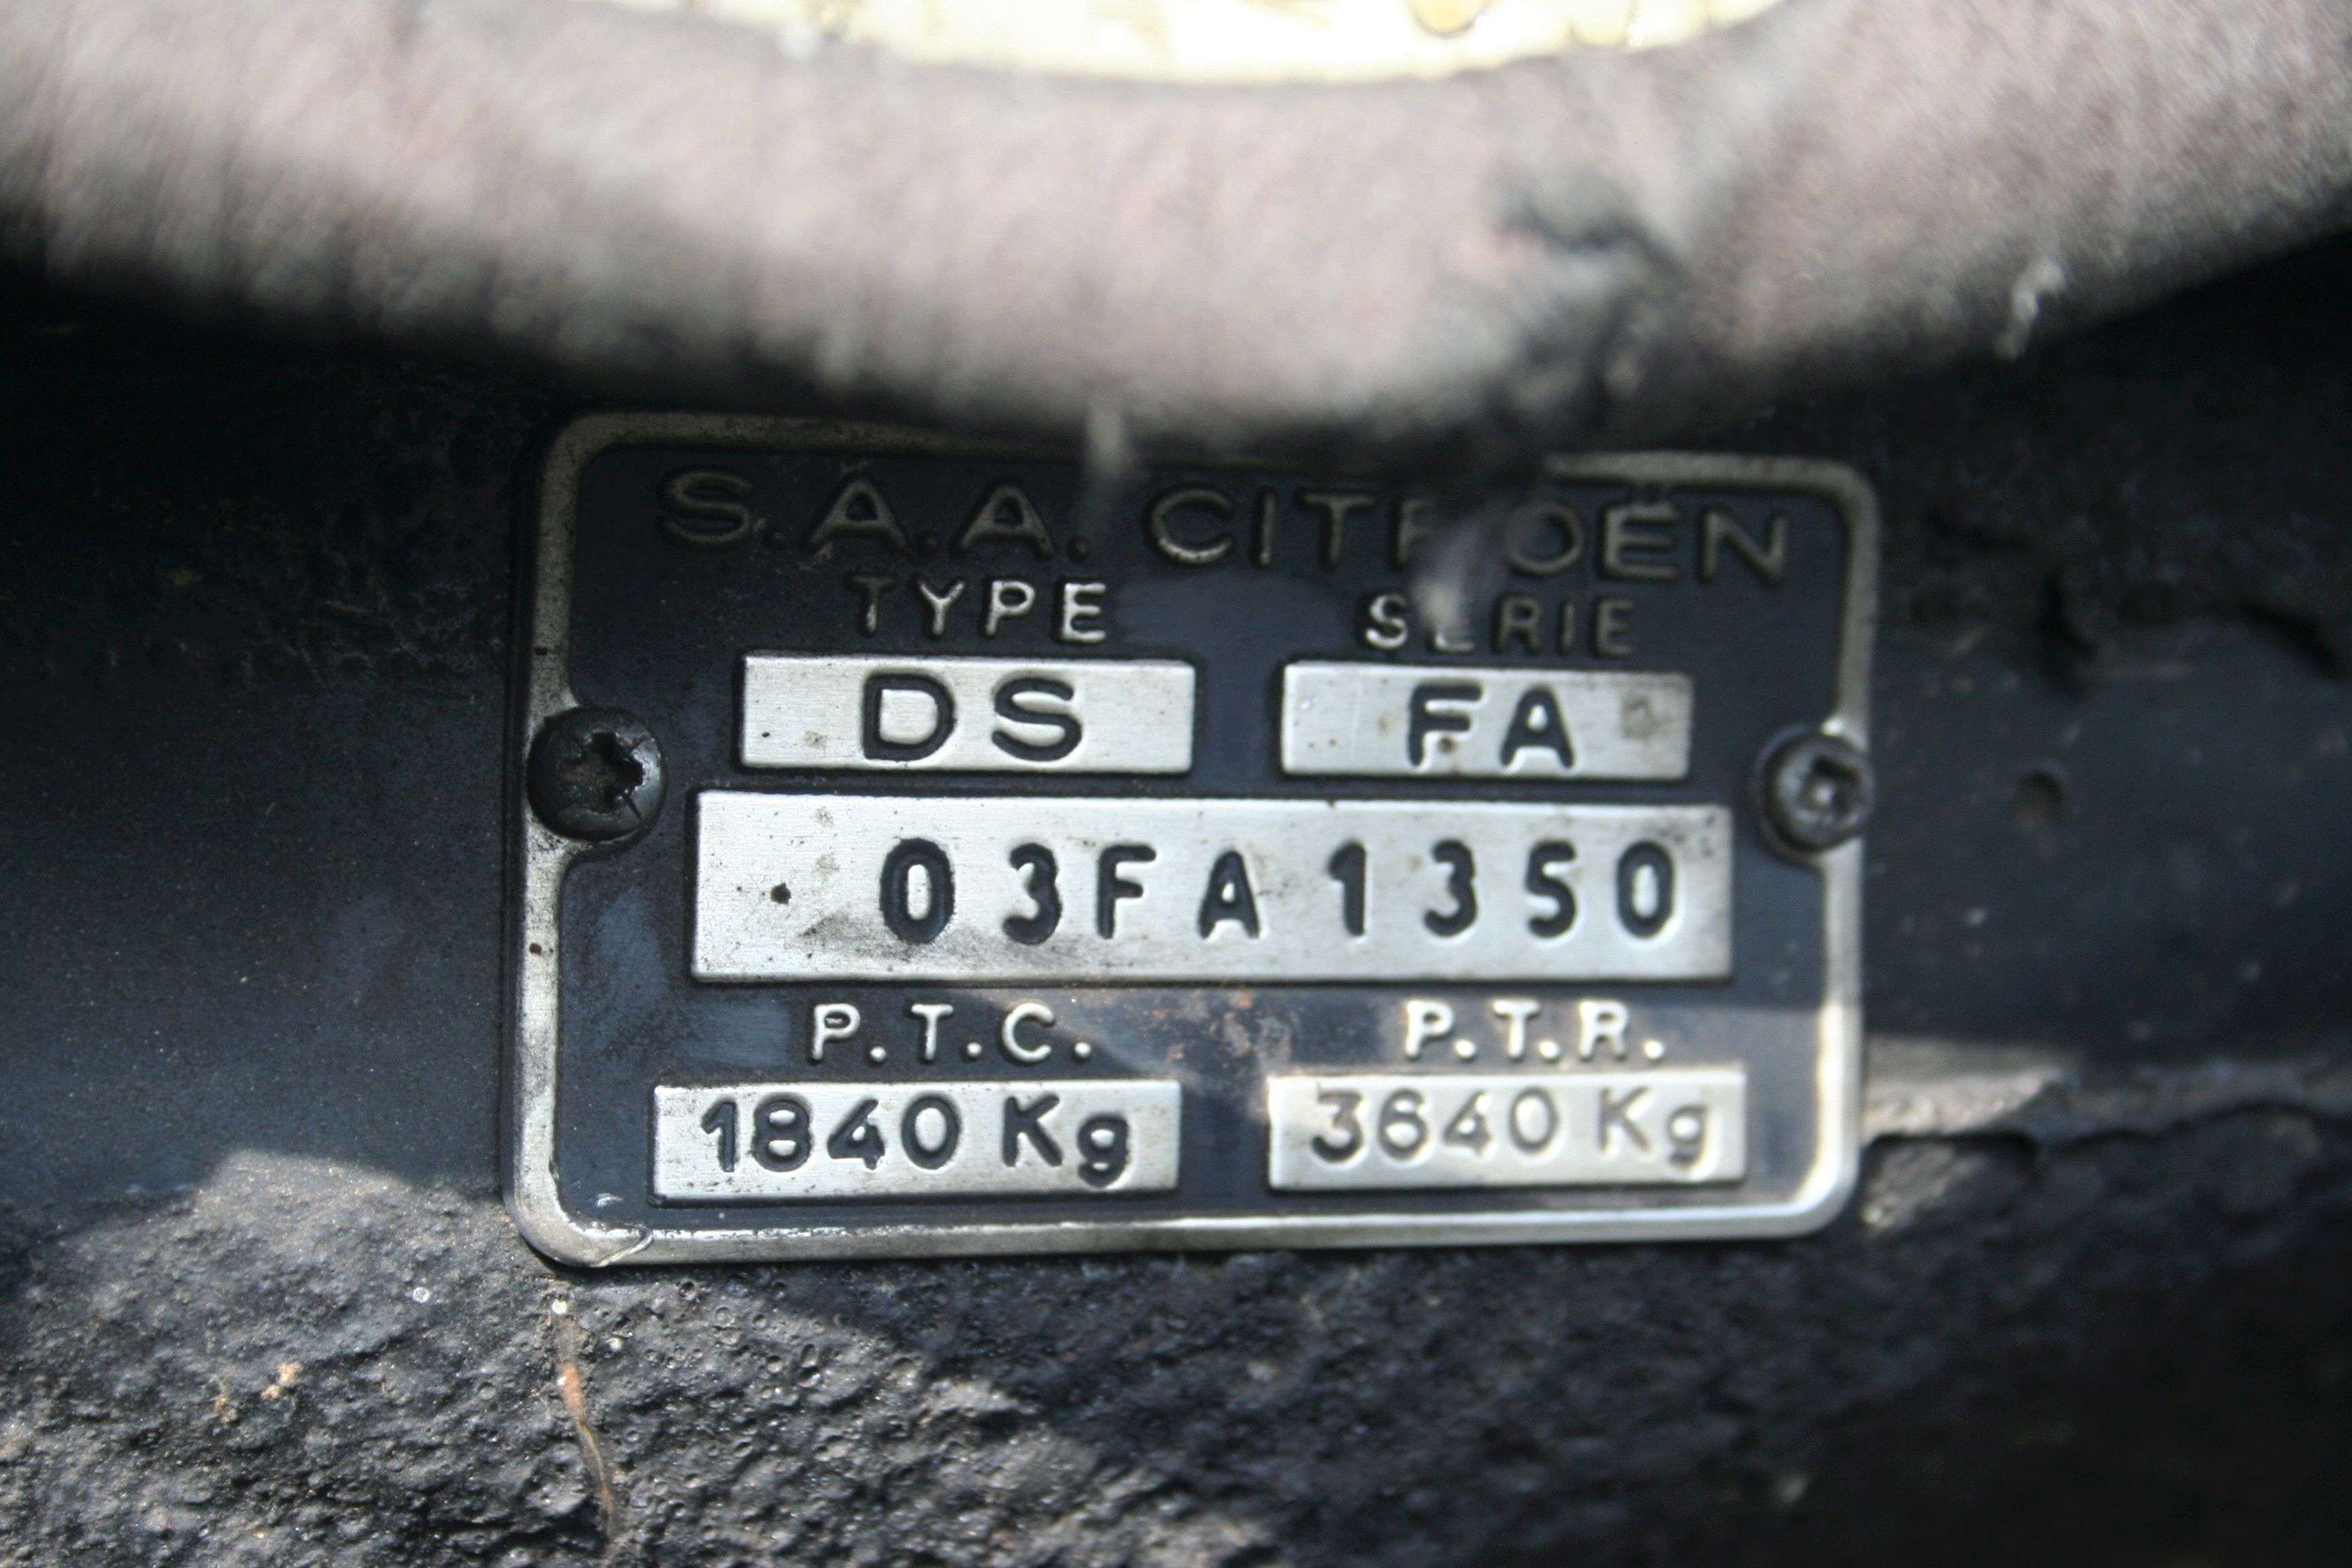 S.A.A. CITROËN
TYPE SERIE
DS FA
03FA1350
P.T.C. P.T.R.
1840 Kg 3640 Kg